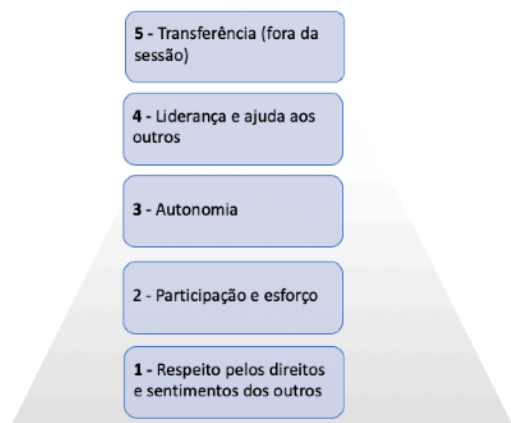 5 - Transferência (fora da
sessão)
4 - Liderança e ajuda aos
outros
3 - Autonomia
2 - Participação e esforço
1 - Respeito pelos direitos
e sentimentos dos outros